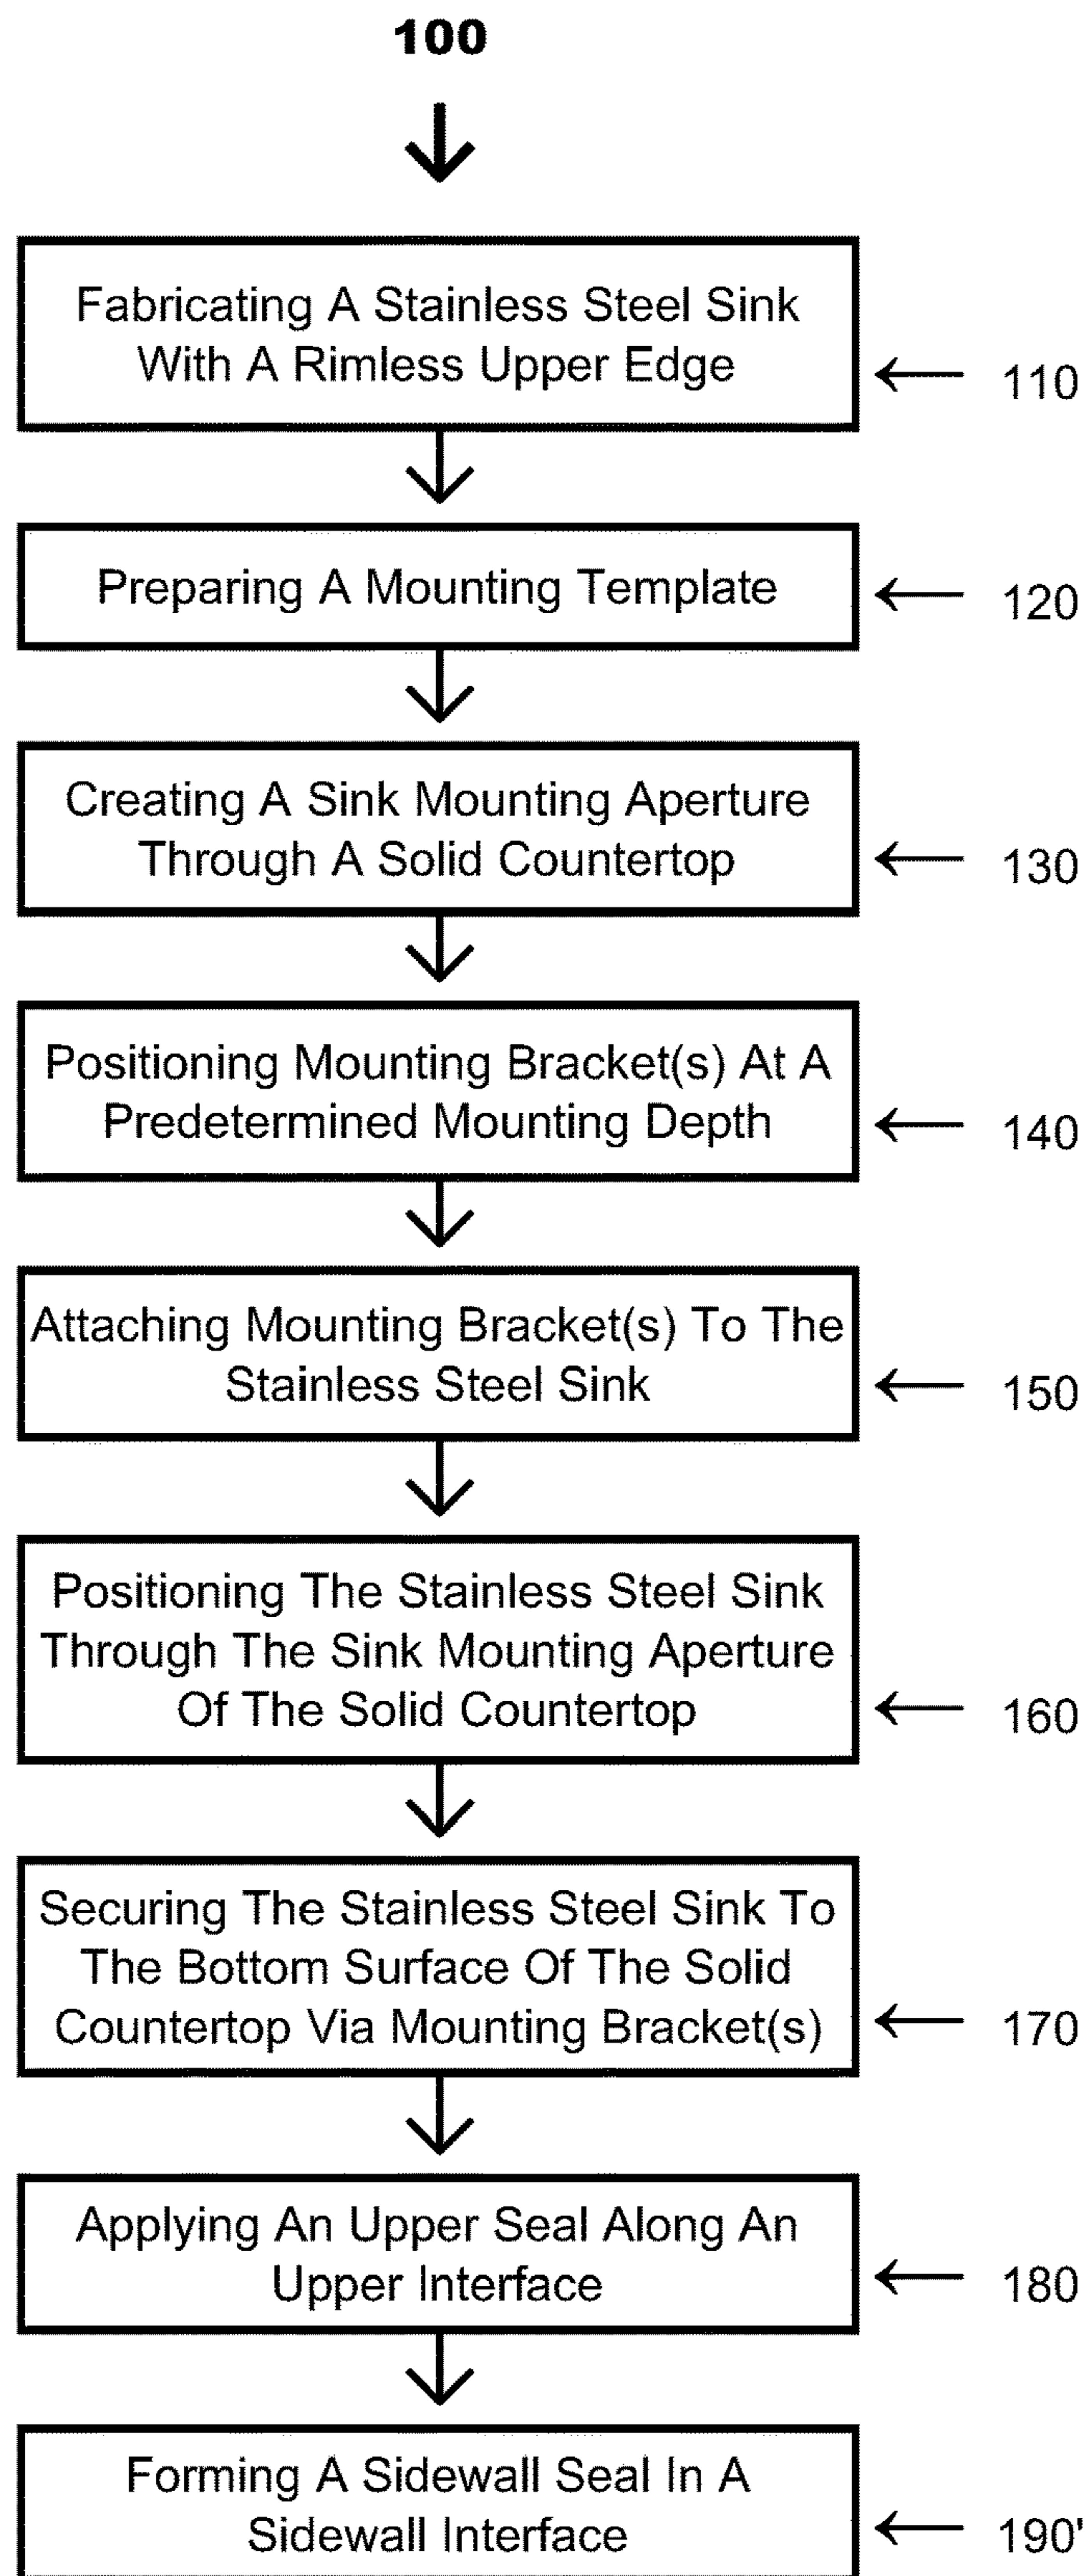 100
Fabricating A Stainless Steel Sink
With A Rimless Upper Edge
110
Preparing A Mounting Template
120
Creating A Sink Mounting Aperture
Through A Solid Countertop
130
Positioning Mounting Bracket(s) At A
Predetermined Mounting Depth
140
Attaching Mounting Bracket(s) To The
Stainless Steel Sink
150
Positioning The Stainless Steel Sink
Through The Sink Mounting Aperture
Of The Solid Countertop
160
Securing The Stainless Steel Sink To
The Bottom Surface Of The Solid
Countertop Via Mounting Bracket(s)
170
Applying An Upper Seal Along An
Upper Interface
180
Forming A Sidewall Seal In A
Sidewall Interface
190'